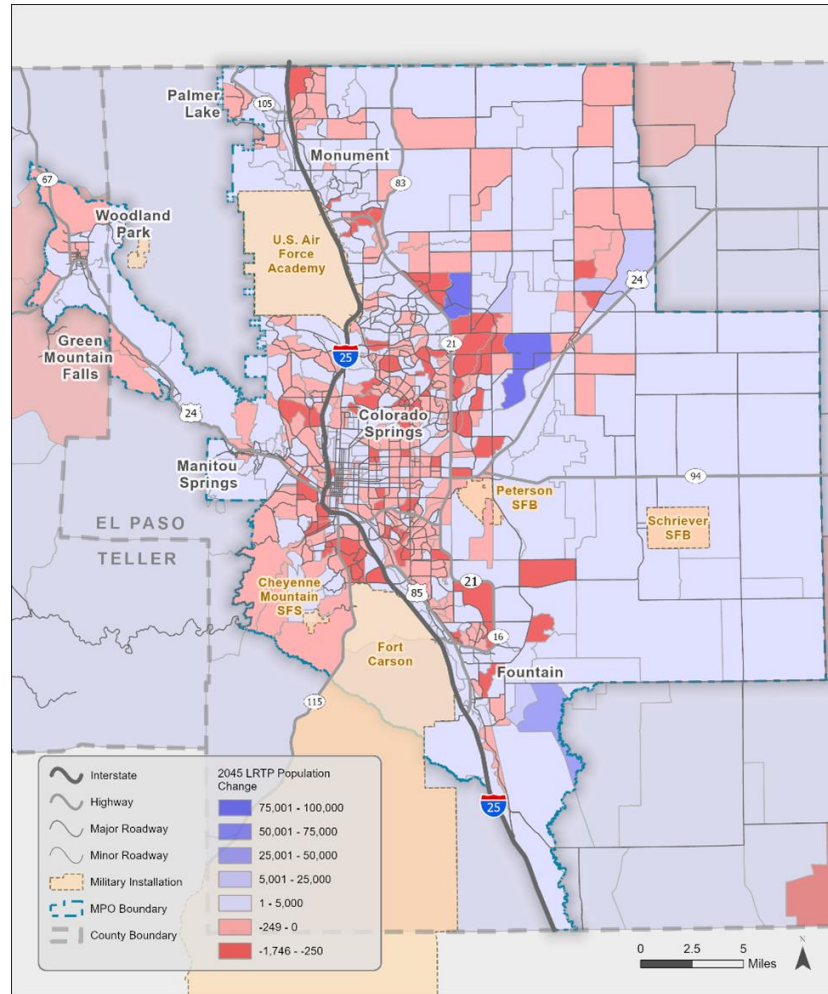 Palmer
Lake
105
Monument
67
83
Woodland
Park
U.S. Air
Force
Academy
24
21
Green
Mountain
Falls
25
24
Colorado
Springs
Manitou
Springs
94
Peterson
SFB
Schriever
SFB
EL PASO
TELLER
Cheyenne
Mountain
SFS
85
21
16
Fort
Carson
Fountain
115
25
Interstate
Highway
Major Roadway
Minor Roadway
Military Installation
MPO Boundary
County Boundary
2045 LRTP Population
Change
75,001 - 100,000
50,001 - 75,000
25,001 - 50,000
5,001 - 25,000
1 - 5,000
-249 - 0
-1,746 - -250
0 2.5 5
Miles
N